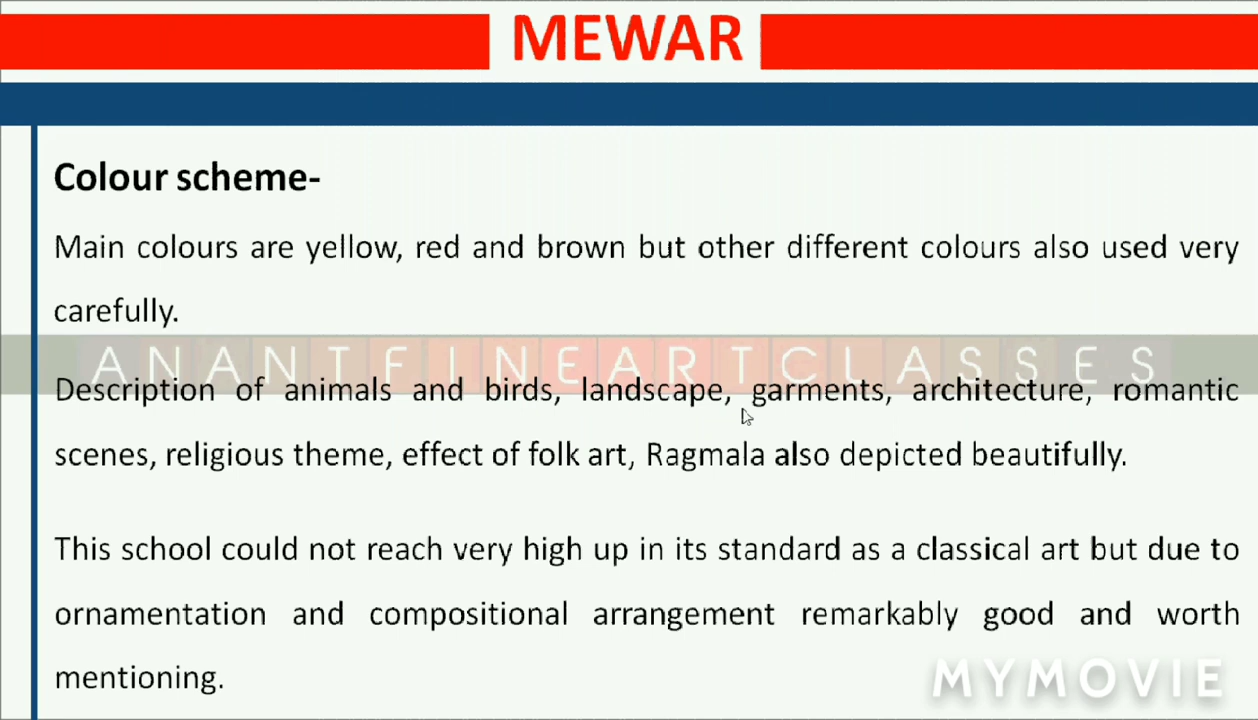 MEWAR
Colour scheme-
Main colours are yellow, red and brown but other different colours also used very
carefully.
ANANTFINEARTCLASSES
Description of animals and birds, landscape, garments, architecture, romantic
scenes, religious theme, effect of folk art, Ragmala also depicted beautifully.
This school could not reach very high up in its standard as a classical art but due to
ornamentation and compositional arrangement remarkably good and worth
mentioning.
MYMOVIE